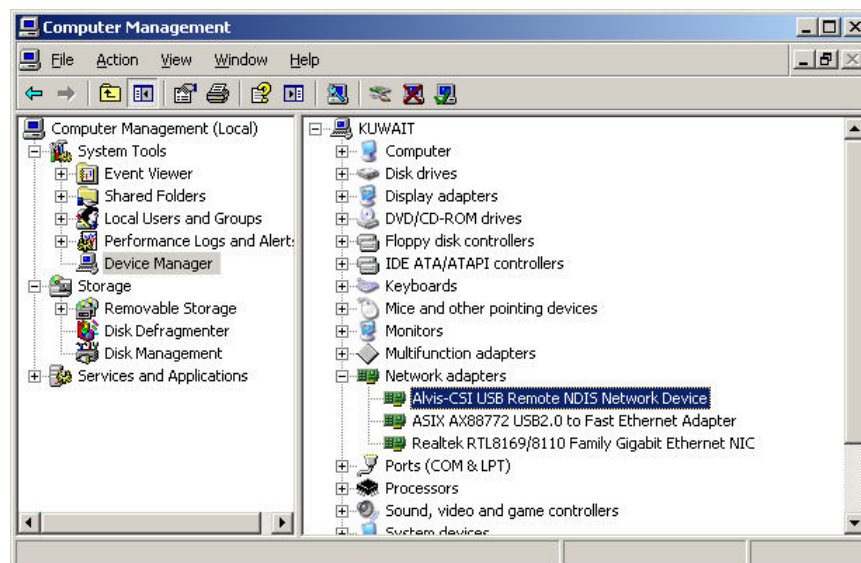 Computer Management
File Action View Window Help
Computer Management (Local)
System Tools
Event Viewer
Shared Folders
Local Users and Groups
Performance Logs and Alert
Device Manager
Storage
Removable Storage
Disk Defragmenter
Disk Management
Services and Applications
KUWAIT
Computer
Disk drives
Display adapters
DVD/CD-ROM drives
Floppy disk controllers
IDE ATA/ATAPI controllers
Keyboards
Mice and other pointing devices
Monitors
Multifunction adapters
Network adapters
Alvis-CSI USB Remote NDIS Network Device
ASIX AX88772 USB2.0 to Fast Ethernet Adapter
Realtek RTL8169/8110 Family Gigabit Ethernet NIC
Ports (COM & LPT)
Processors
Sound, video and game controllers
System devices